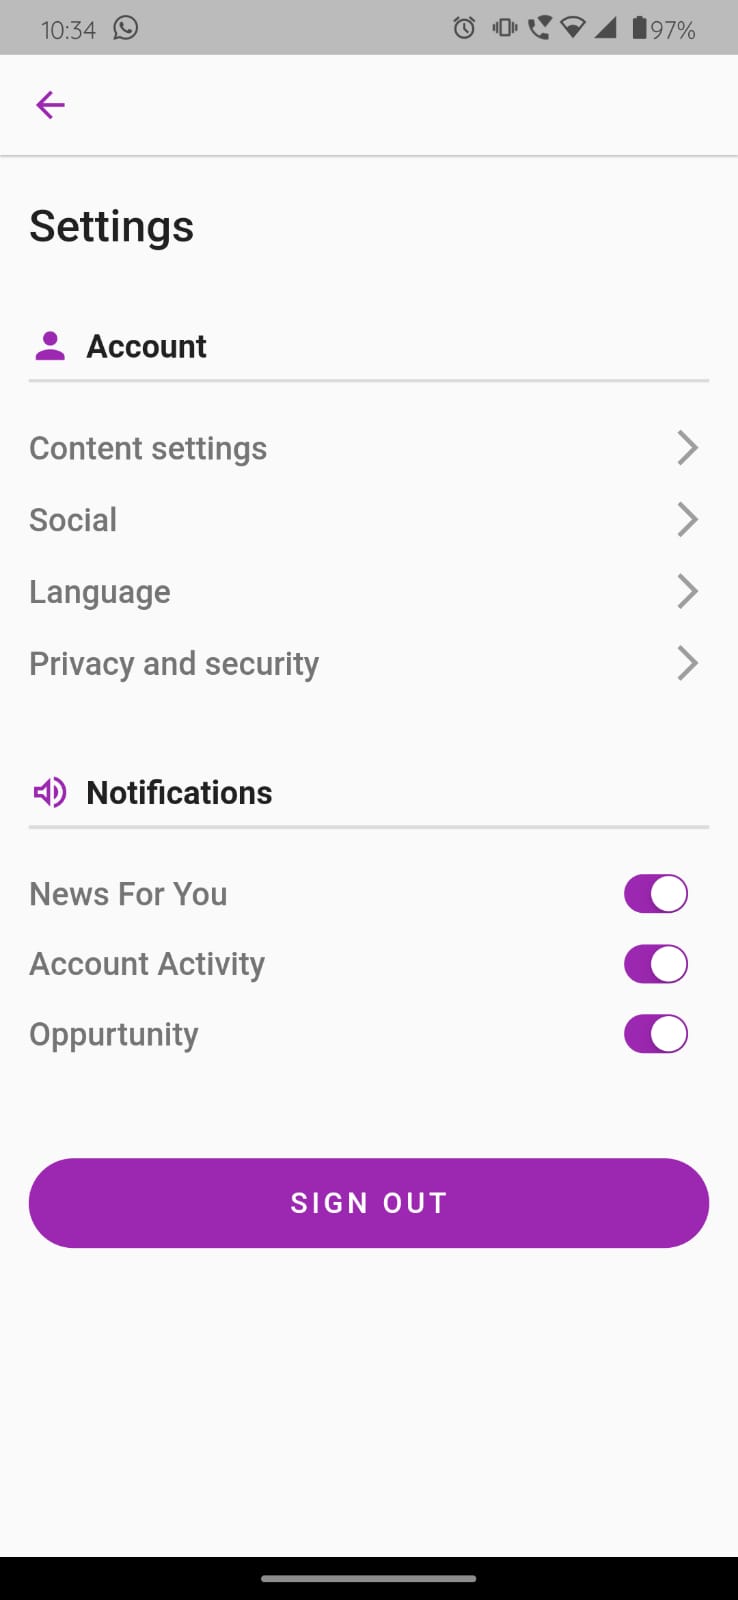 10:34 97%
Settings
Account
Content settings
Social
Language
Privacy and security
Notifications
News For You
Account Activity
Oppurtunity
SIGN OUT